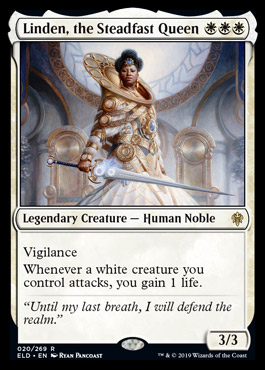 Linden, the Steadfast Queen
Legendary Creature — Human Noble
Vigilance
Whenever a white creature you
control attacks, you gain 1 life.
“Until my last breath, I will defend the
realm.”
3/3
020/269 R
ELD • EN Ryan Pancoast
™ & © 2019 Wizards of the Coast